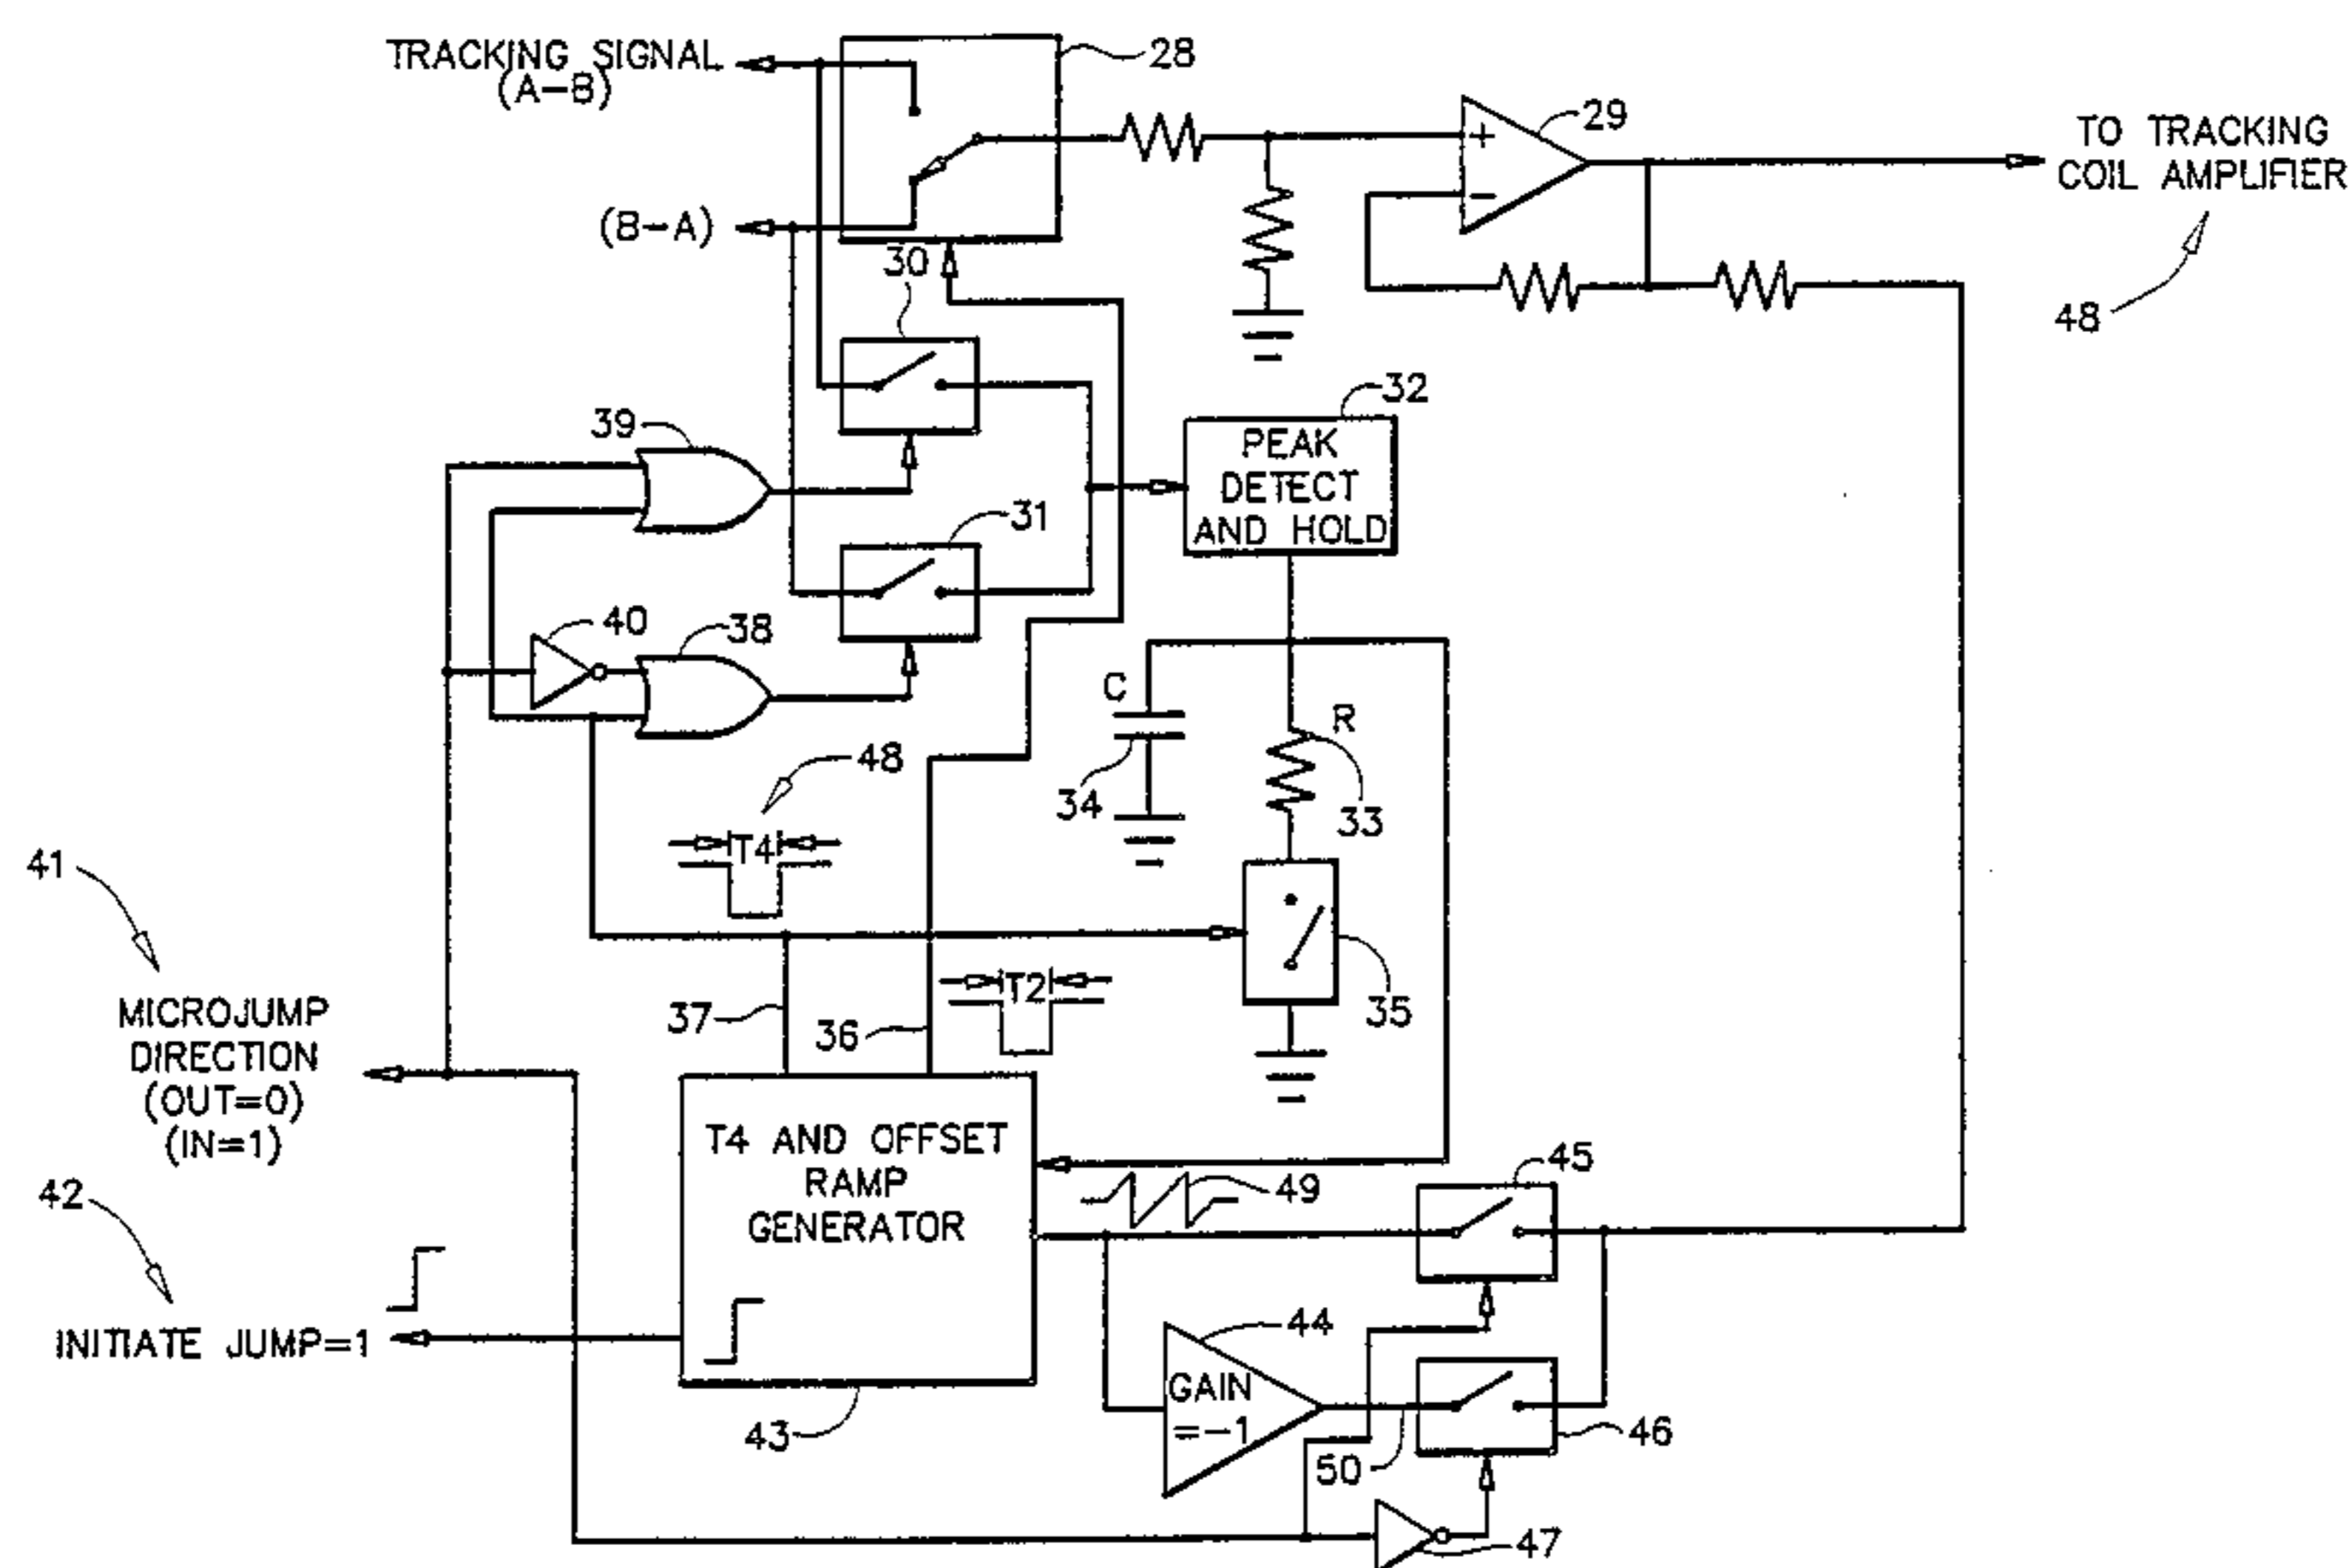 TRACKING SIGNAL
(A-8)
28
29
TO TRACKING
COIL AMPLIFIER
48
(8-A)
+
-
30
39
32
PEAK
DETECT
AND HOLD
31
40
38
C
R
34
33
48
T4
41
MICROJUMP
DIRECTION
(OUT=0)
(IN=1)
37
36
T2
35
T4 AND OFFSET
RAMP
GENERATOR
49
45
42
INITIATE JUMP=1
44
GAIN
=-1
43
50
46
47